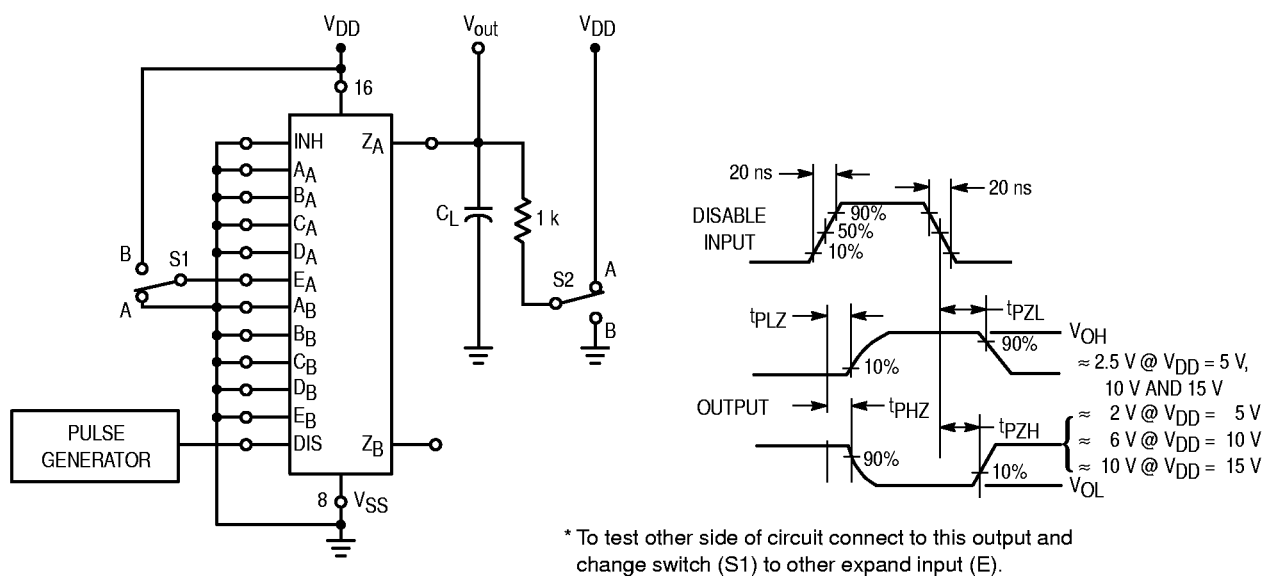 VDD
Vout
VDD
16
INH
ZA
AA
BA
CA
DA
EA
AB
BB
CB
DB
EB
DIS
ZB
B
S1
A
CL
1 k
S2
A
B
PULSE
GENERATOR
8
VSS
20 ns
20 ns
DISABLE
INPUT
90%
50%
10%
tPLZ
tPZL
VOH
90%
10%
≈ 2.5 V @ VDD = 5 V,
10 V AND 15 V
OUTPUT
tPHZ
tPZH
≈ 2 V @ VDD = 5 V
≈ 6 V @ VDD = 10 V
≈ 10 V @ VDD = 15 V
90%
10%
VOL
* To test other side of circuit connect to this output and
change switch (S1) to other expand input (E).